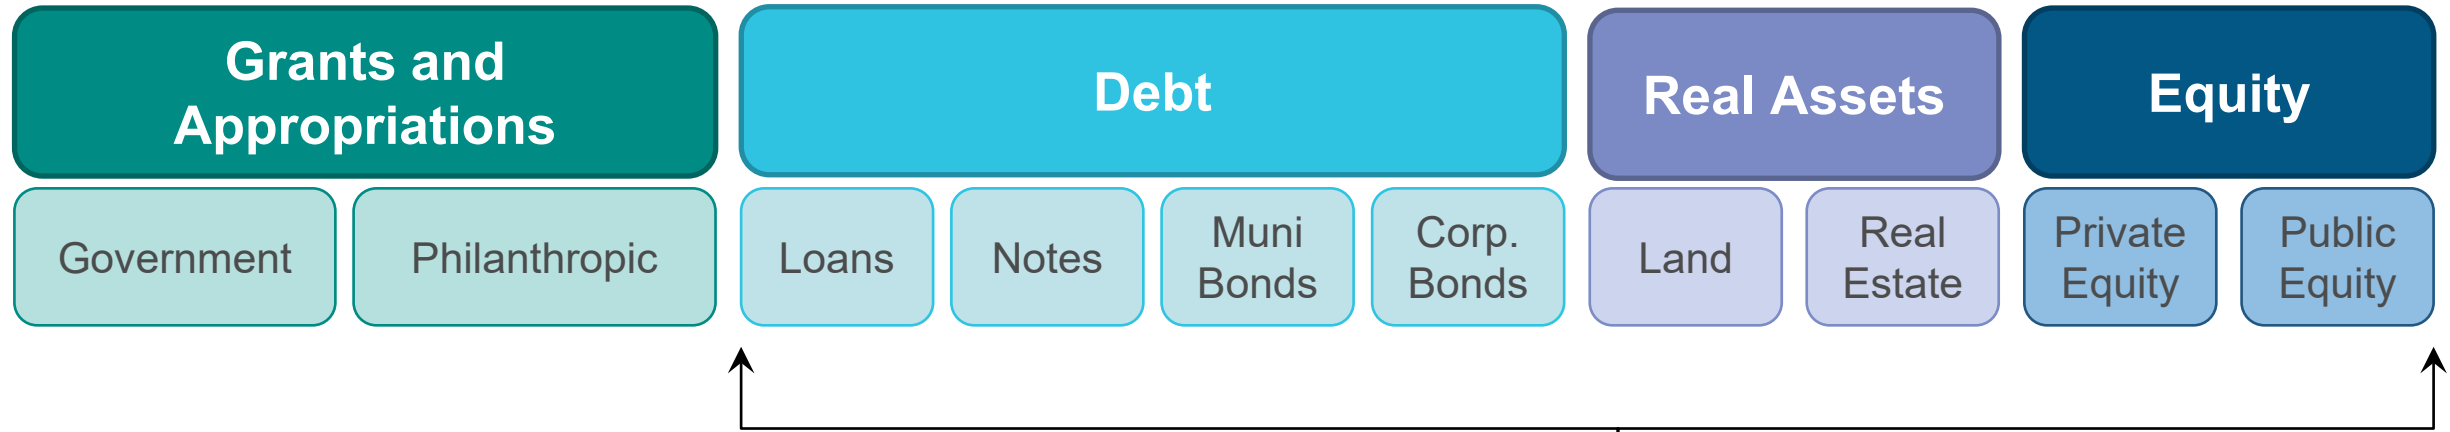 Grants and
Appropriations
Debt
Real Assets
Equity
Government
Philanthropic
Loans
Notes
Muni
Bonds
Corp.
Bonds
Land
Real
Estate
Private
Equity
Public
Equity